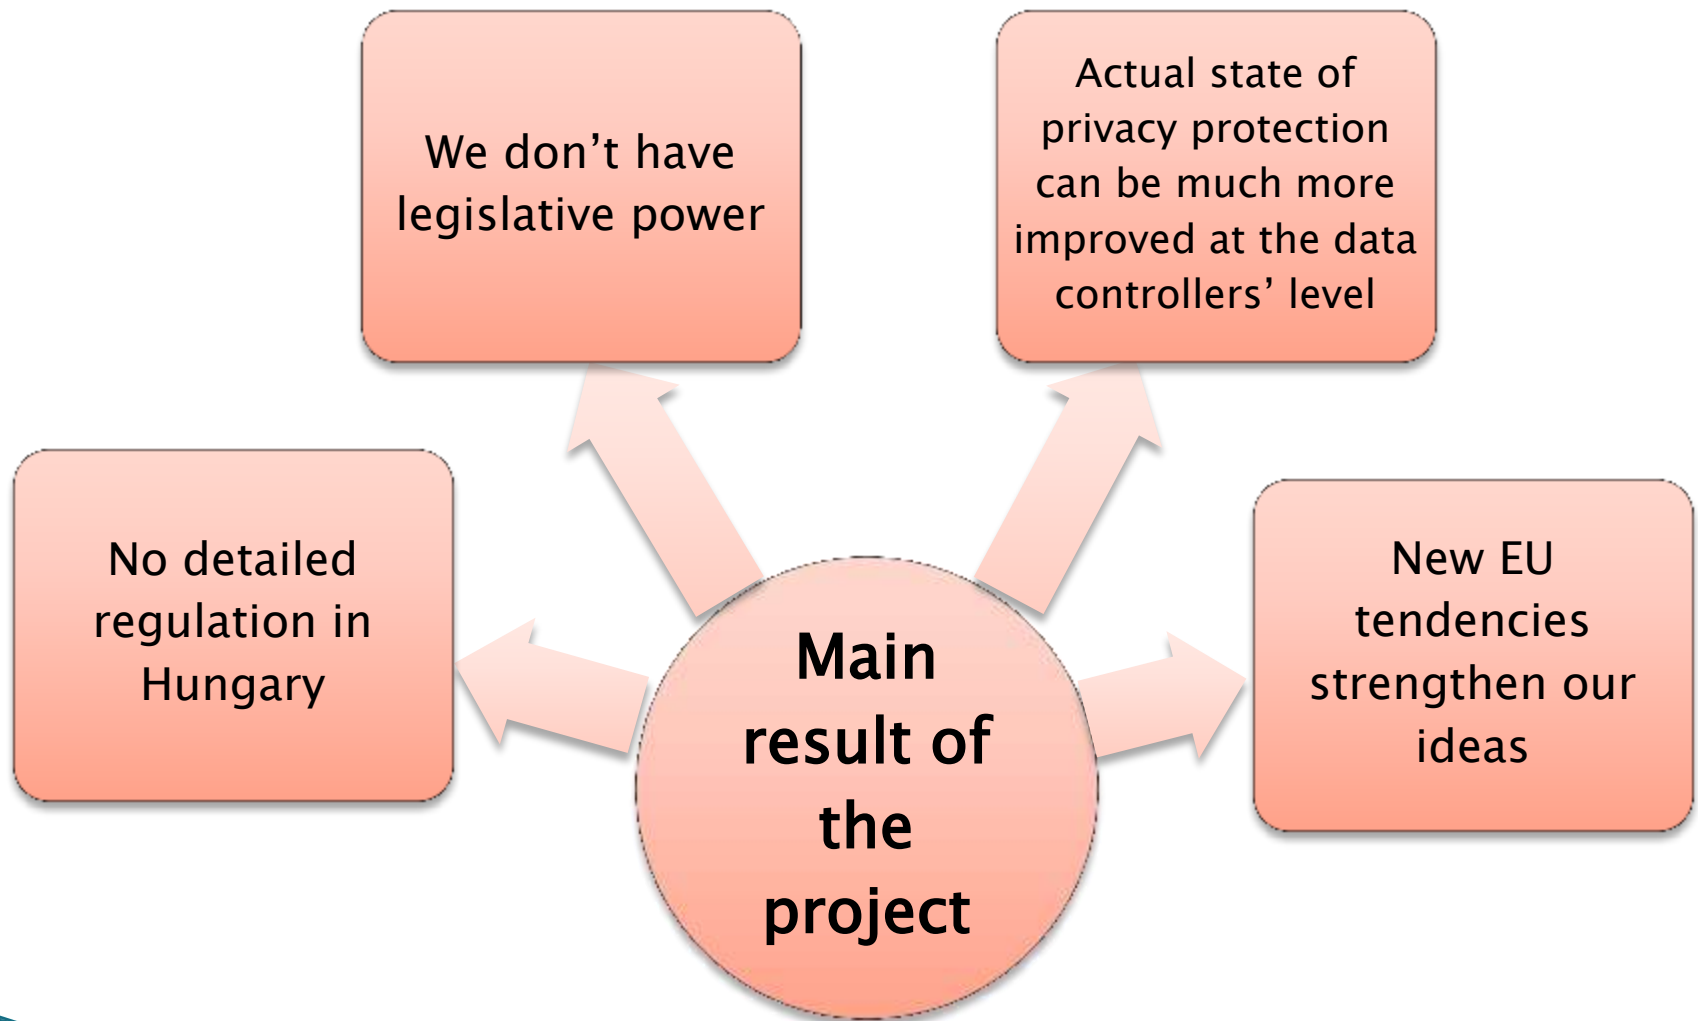 We don’t have
legislative power
Actual state of
privacy protection
can be much more
improved at the data
controllers’ level
No detailed
regulation in
Hungary
New EU
tendencies
strengthen our
ideas
Main
result of
the
project